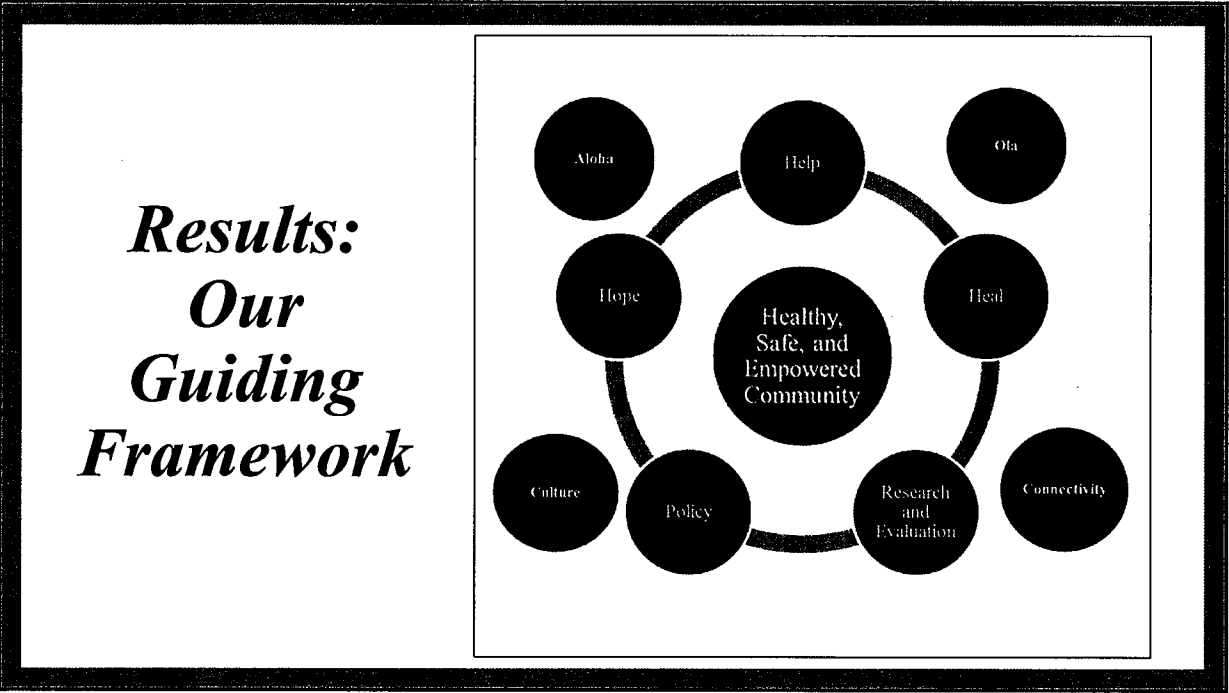 Results:
Our
Guiding
Framework
Aloha
Help
Ola
Hope
Heal
Healthy,
Safe, and
Empowered
Community
Culture
Policy
Research
and
Evaluation
Connectivity